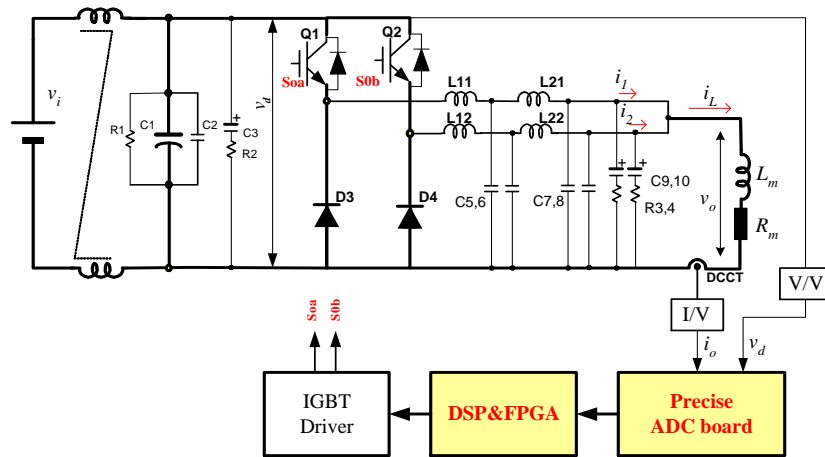 Q1
Q2
Soa
S0b
v_i
v_d
R1
C1
C2
C3
R2
L11
L21
L12
L22
i_1
i_2
i_L
D3
D4
C5,6
C7,8
C9,10
R3,4
v_o
L_m
R_m
DCCT
I/V
V/V
i_o
v_d
Soa
S0b
IGBT
Driver
DSP&FPGA
Precise
ADC board